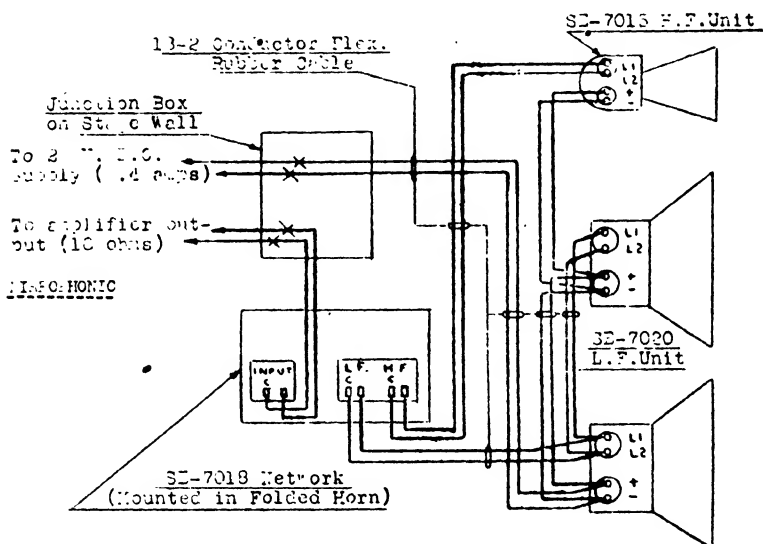 SE-7015 H.F.Unit
13-2 Conductor Flex.
Rubber Cable
Junction Box
on Stage Wall
To 2 D.C.
supply ( amps)
To amplifier out-
put (10 ohms)
L1
L2
+
-
L1
L2
+
-
SE-7020
L.F.Unit
INPUT
C
L.F.
C
H F
C
L1
L2
+
-
SE-7018 Network
(Mounted in Folded Horn)